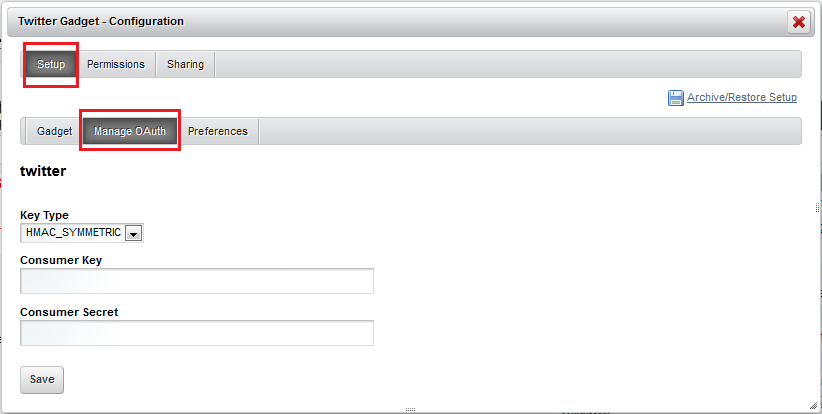 Twitter Gadget - Configuration
Setup Permissions Sharing
Archive/Restore Setup
Gadget Manage OAuth Preferences
twitter
Key Type
HMAC_SYMMETRIC
Consumer Key
Consumer Secret
Save